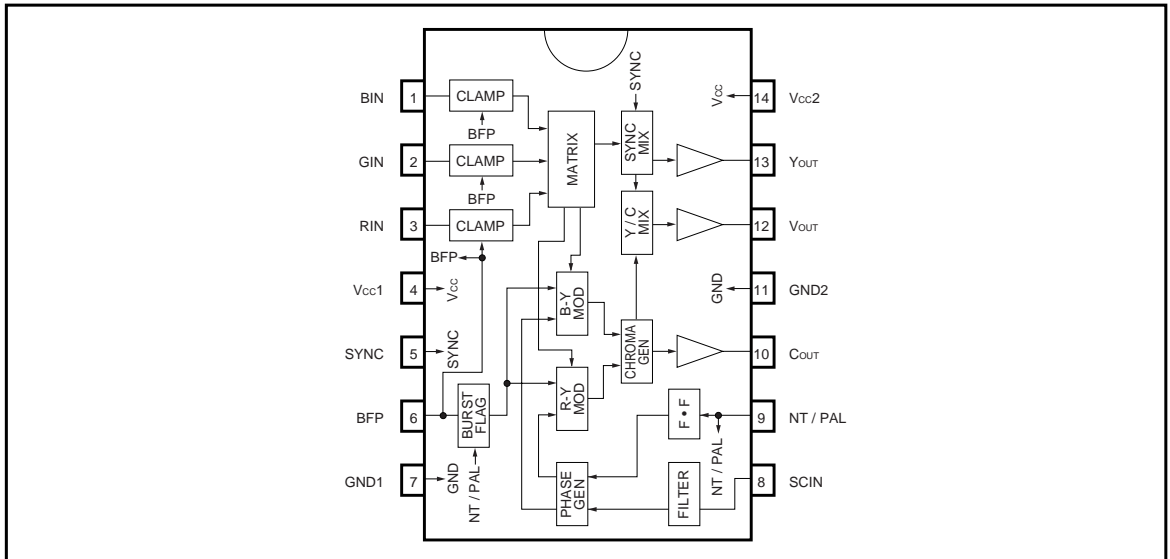 BIN 1 CLAMP
BFP
GIN 2 CLAMP
BFP
RIN 3 CLAMP
BFP
Vcc1 4 Vcc
SYNC 5 SYNC
BFP 6 BURST FLAG
GND1 7 GND
NT / PAL
MATRIX
B-Y MOD
R-Y MOD
PHASE GEN
SYNC
SYNC MIX
Y / C MIX
CHROMA GEN
F • F
FILTER
NT / PAL
Vcc 14 Vcc2
13 YOUT
12 VOUT
GND 11 GND2
10 COUT
9 NT / PAL
8 SCIN